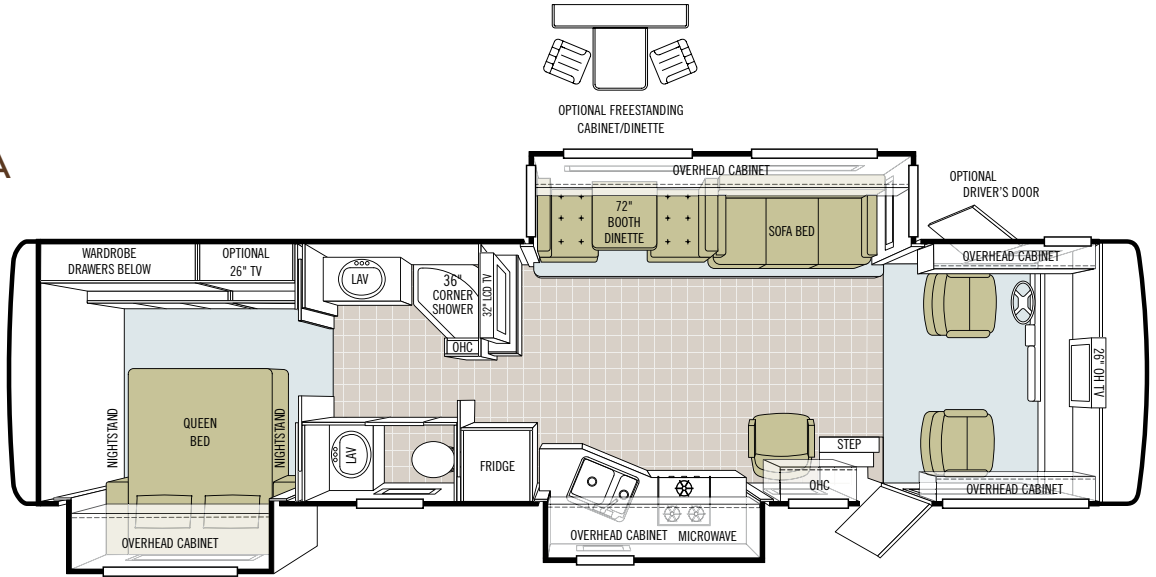 OPTIONAL FREESTANDING
CABINET/DINETTE
A
OVERHEAD CABINET
OPTIONAL
DRIVER'S DOOR
72"
BOOTH
DINETTE
SOFA BED
WARDROBE
DRAWERS BELOW
OPTIONAL
26" TV
LAV
36"
CORNER
SHOWER
32" LCD TV
OHC
OVERHEAD CABINET
26" OH TV
NIGHTSTAND
QUEEN
BED
NIGHTSTAND
LAV
FRIDGE
STEP
OHC
OVERHEAD CABINET
OVERHEAD CABINET
OVERHEAD CABINET
MICROWAVE